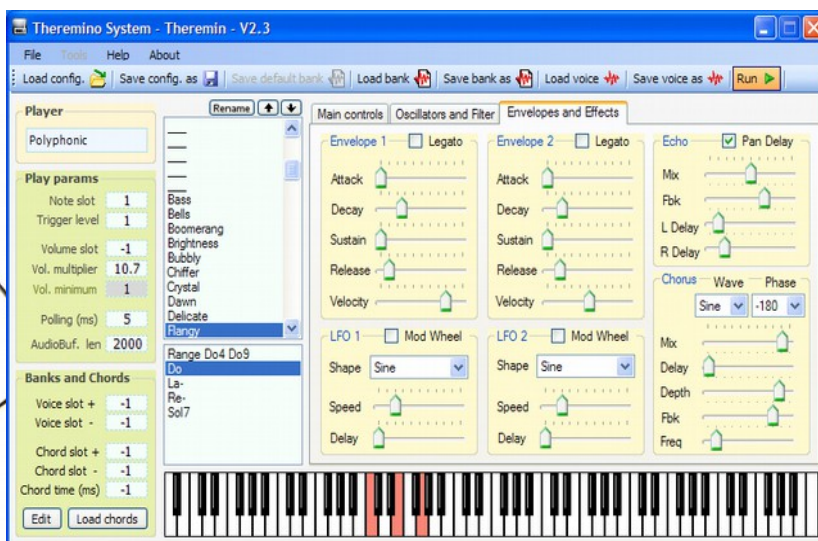 Theremino System - Theremin - V2.3
File Tools Help About
Load config. Save config. as Save default bank Load bank Save bank as Load voice Save voice as Run
Player
Polyphonic
Play params
Note slot 1
Trigger level 1
Volume slot -1
Vol. multiplier 10.7
Vol. minimum 1
Polling (ms) 5
AudioBuf. len 2000
Banks and Chords
Voice slot + -1
Voice slot - -1
Chord slot + -1
Chord slot - -1
Chord time (ms) -1
Edit Load chords
Rename
Bass
Bells
Boomerang
Brightness
Bubbly
Chiffer
Crystal
Dawn
Delicate
Rangy
Range Do4 Do9
Do
La-
Re-
Sol7
Main controls Oscillators and Filter Envelopes and Effects
Envelope 1 Legato
Attack
Decay
Sustain
Release
Velocity
LFO 1 Mod Wheel
Shape Sine
Speed
Delay
Envelope 2 Legato
Attack
Decay
Sustain
Release
Velocity
LFO 2 Mod Wheel
Shape Sine
Speed
Delay
Echo Pan Delay
Mix
Fbk
L Delay
R Delay
Chorus Wave Phase
Sine -180
Mix
Delay
Depth
Fbk
Freq